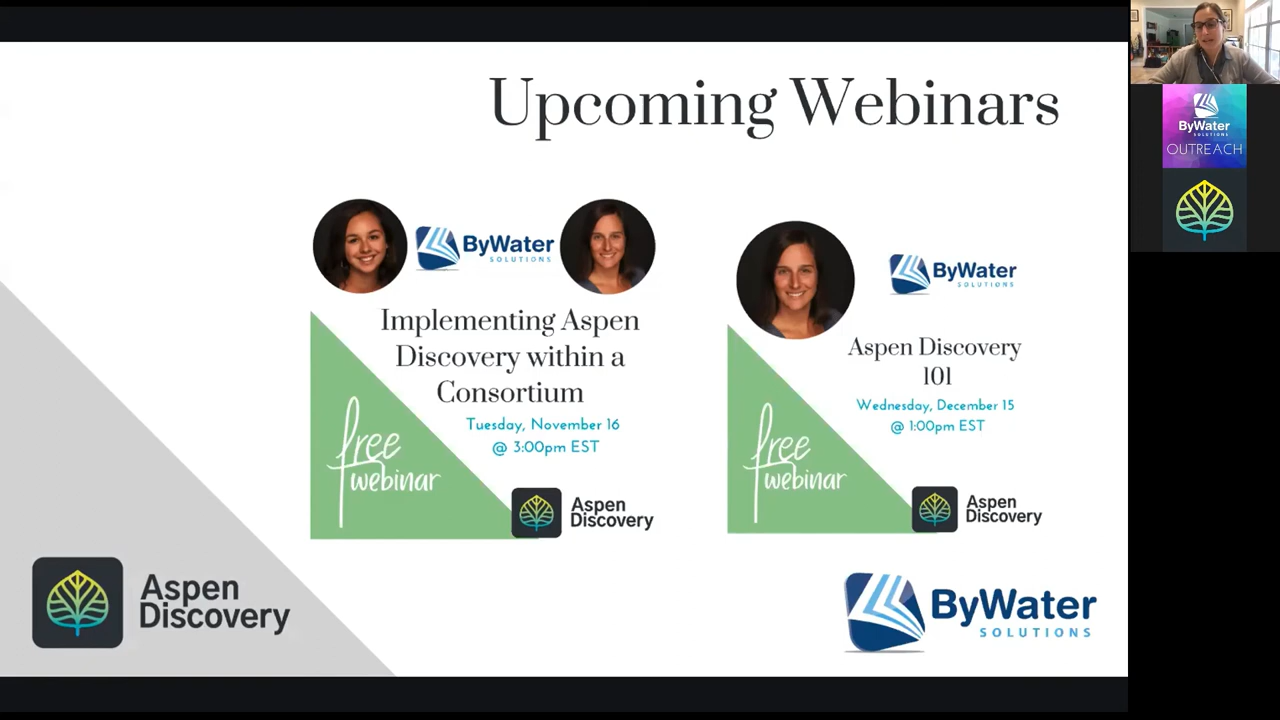 Upcoming Webinars
ByWater
SOLUTIONS
Implementing Aspen
Discovery within a
Consortium
Tuesday, November 16
@ 3:00pm EST
free
webinar
Aspen
Discovery
ByWater
SOLUTIONS
Aspen Discovery
101
Wednesday, December 15
@ 1:00pm EST
free
webinar
Aspen
Discovery
Aspen
Discovery
ByWater
SOLUTIONS
ByWater
SOLUTIONS
OUTREACH